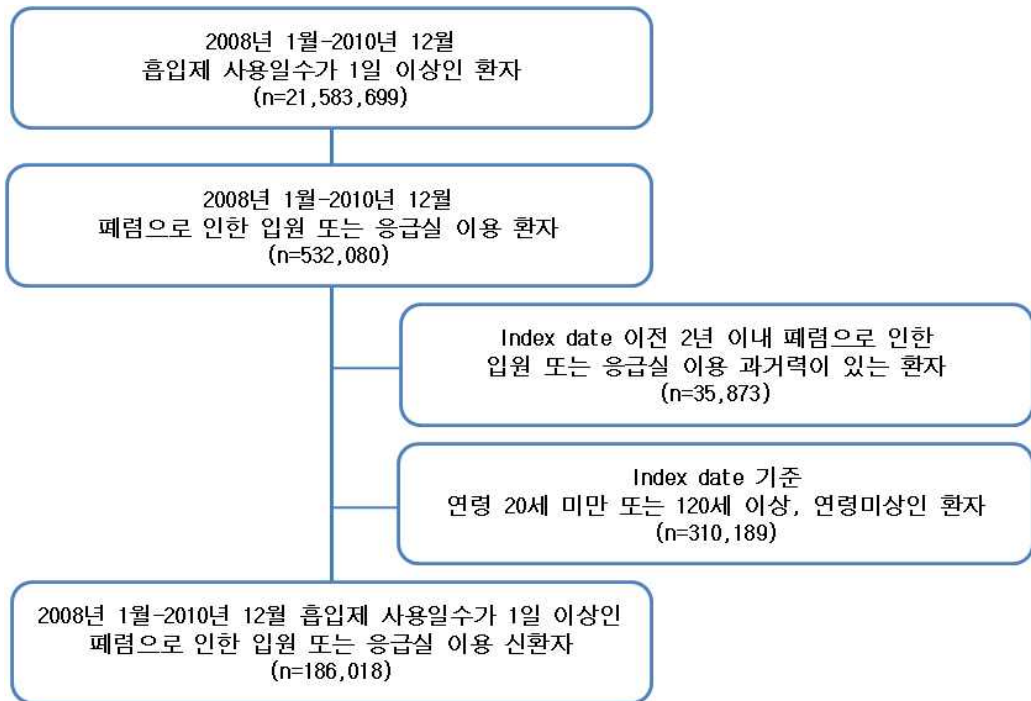 2008년 1월-2010년 12월
흡입제 사용일수가 1일 이상인 환자
(n=21,583,699)
2008년 1월-2010년 12월
폐렴으로 인한 입원 또는 응급실 이용 환자
(n=532,080)
Index date 이전 2년 이내 폐렴으로 인한
입원 또는 응급실 이용 과거력이 있는 환자
(n=35,873)
Index date 기준
연령 20세 미만 또는 120세 이상, 연령미상인 환자
(n=310,189)
2008년 1월-2010년 12월 흡입제 사용일수가 1일 이상인
폐렴으로 인한 입원 또는 응급실 이용 신환자
(n=186,018)